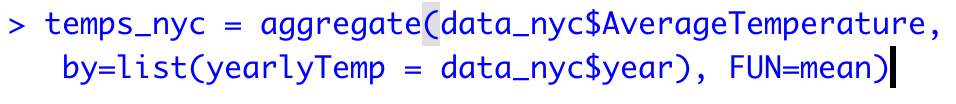 > temps_nyc = aggregate(data_nyc$AverageTemperature,
by=list(yearlyTemp = data_nyc$year), FUN=mean)